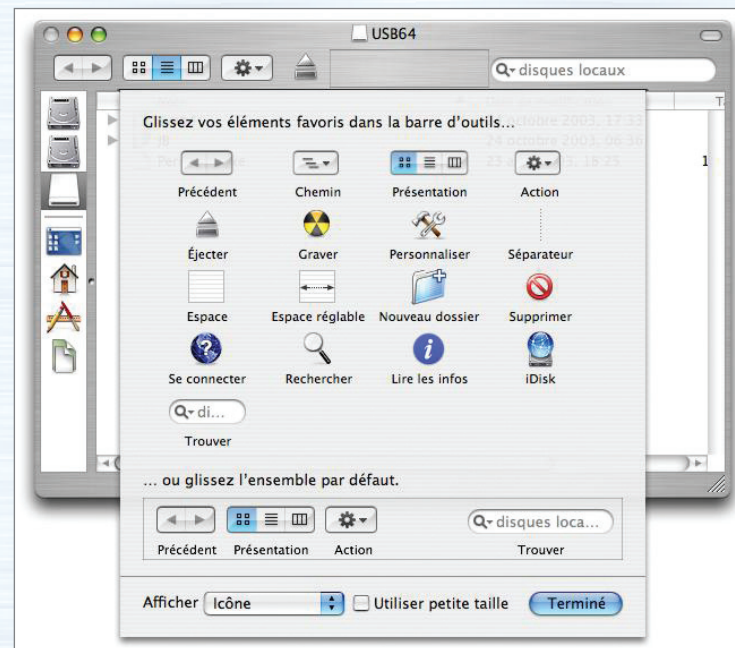 USB64
disques locaux
Glissez vos éléments favoris dans la barre d'outils...
Précédent Chemin Présentation Action
Éjecter Graver Personnaliser Séparateur
Espace Espace réglable Nouveau dossier Supprimer
Se connecter Rechercher Lire les infos iDisk
di...
Trouver
... ou glissez l'ensemble par défaut.
disques loca...
Précédent Présentation Action Trouver
Afficher Icône Utiliser petite taille Terminé